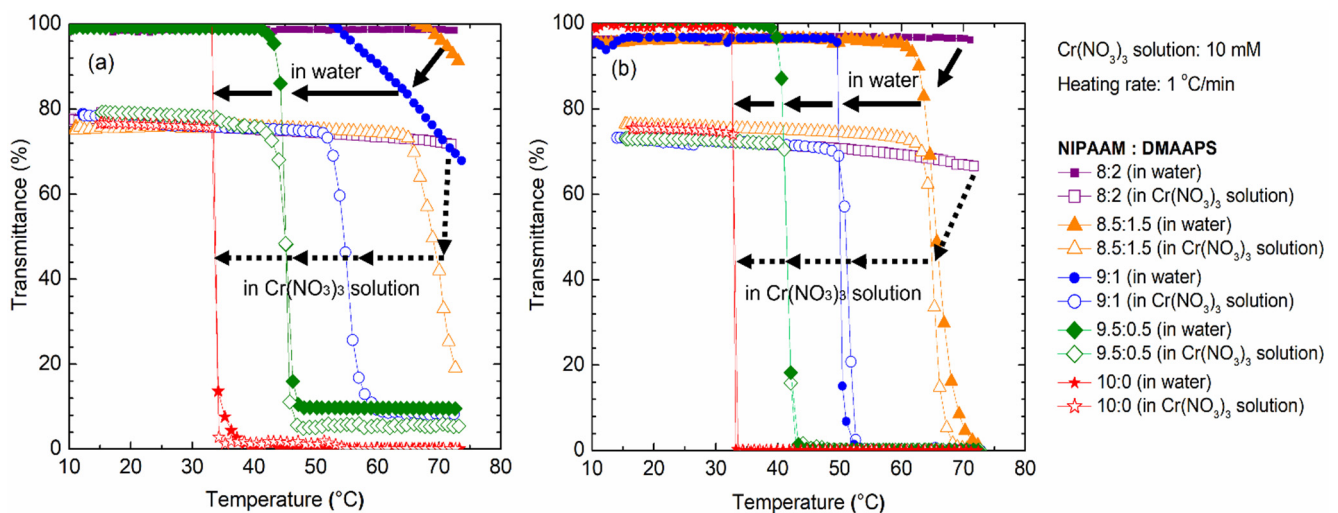 (a)
in water
in Cr(NO3)3 solution
Transmittance (%)
100
80
60
40
20
0
10 20 30 40 50 60 70 80
Temperature (°C)
(b)
in water
in Cr(NO3)3 solution
Transmittance (%)
100
80
60
40
20
0
10 20 30 40 50 60 70 80
Temperature (°C)
Cr(NO3)3 solution: 10 mM
Heating rate: 1 °C/min
NIPAAM : DMAAPS
8:2 (in water)
8:2 (in Cr(NO3)3 solution)
8.5:1.5 (in water)
8.5:1.5 (in Cr(NO3)3 solution)
9:1 (in water)
9:1 (in Cr(NO3)3 solution)
9.5:0.5 (in water)
9.5:0.5 (in Cr(NO3)3 solution)
10:0 (in water)
10:0 (in Cr(NO3)3 solution)